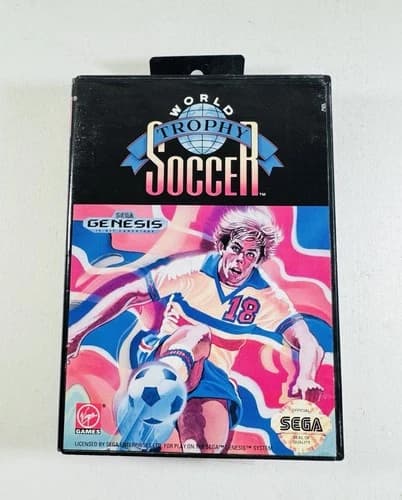 WORLD
TROPHY
SOCCER
TM
SEGA
GENESIS
16-BIT CARTRIDGE
18
Virgin
GAMES
OFFICIAL
SEGA
SEAL OF
QUALITY
LICENSED BY SEGA ENTERPRISES LTD. FOR PLAY ON THE SEGA™ GENESIS™ SYSTEM